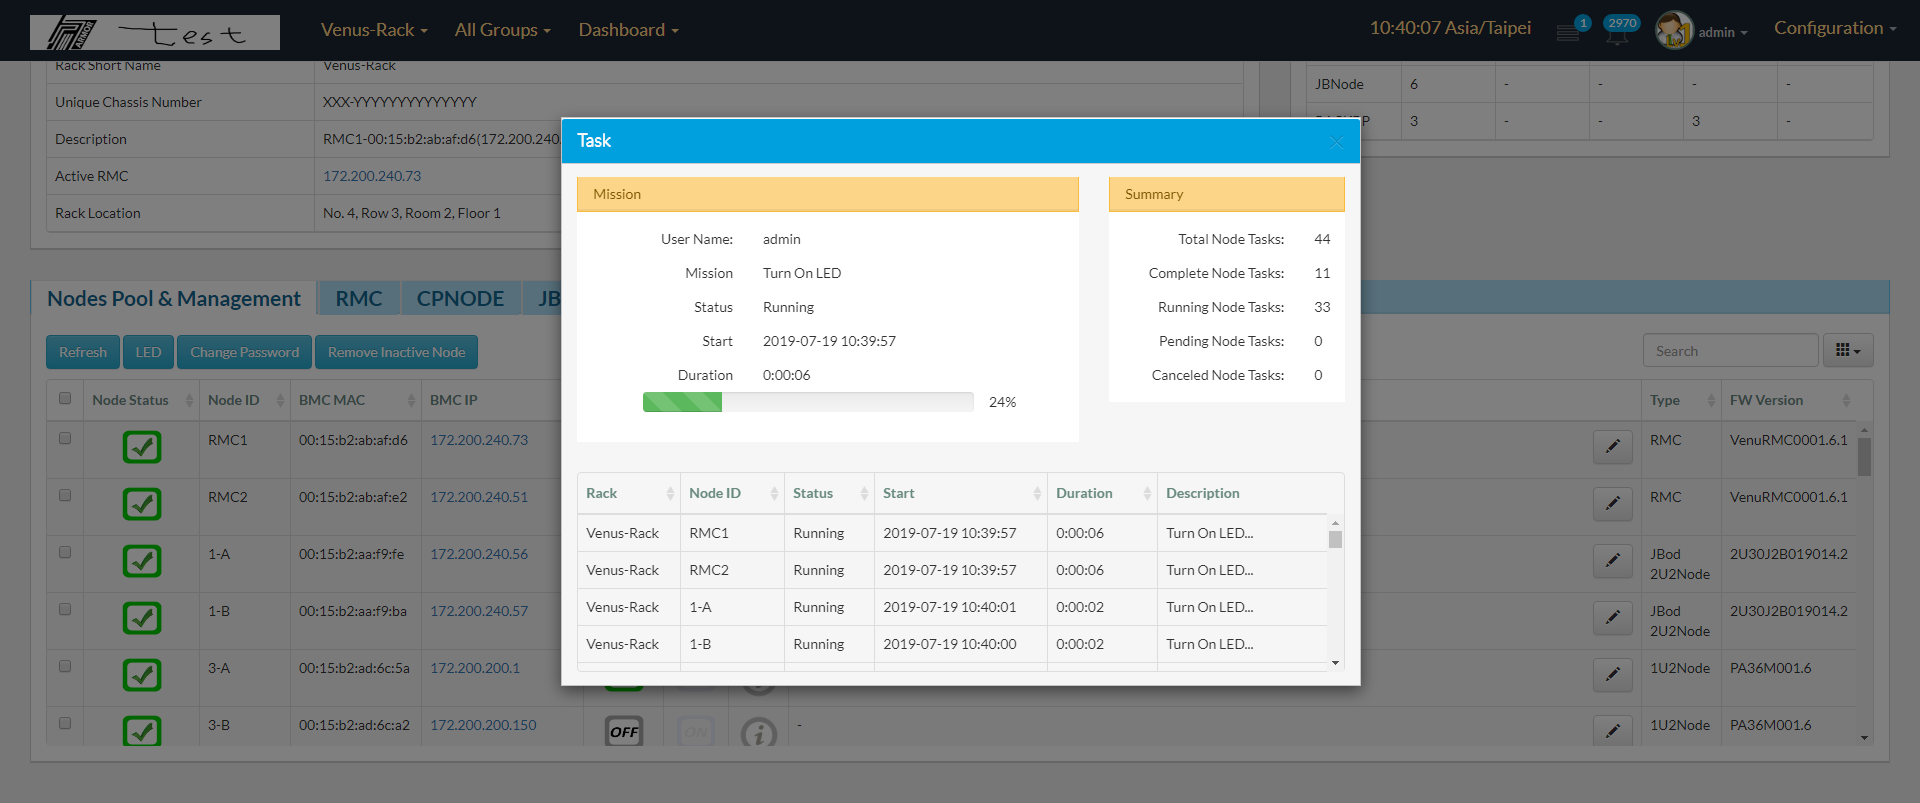 ARMOR test Venus-Rack All Groups Dashboard 10:40:07 Asia/Taipei 1 2970 admin Configuration
Rack Short Name Venus-Rack
Unique Chassis Number XXX-YYYYYYYYYYYYYY
Description RMC1-00:15:b2:ab:af:d6(172.200.240.
Active RMC 172.200.240.73
Rack Location No. 4, Row 3, Room 2, Floor 1
JBNode 6 - - - -
3 - - 3 -
Task
Mission
User Name: admin
Mission Turn On LED
Status Running
Start 2019-07-19 10:39:57
Duration 0:00:06
24%
Summary
Total Node Tasks: 44
Complete Node Tasks: 11
Running Node Tasks: 33
Pending Node Tasks: 0
Canceled Node Tasks: 0
Rack Node ID Status Start Duration Description
Venus-Rack RMC1 Running 2019-07-19 10:39:57 0:00:06 Turn On LED...
Venus-Rack RMC2 Running 2019-07-19 10:39:57 0:00:06 Turn On LED...
Venus-Rack 1-A Running 2019-07-19 10:40:01 0:00:02 Turn On LED...
Venus-Rack 1-B Running 2019-07-19 10:40:00 0:00:02 Turn On LED...
Nodes Pool & Management RMC CPNODE JB
Refresh LED Change Password Remove Inactive Node Search
Node Status Node ID BMC MAC BMC IP Type FW Version
RMC1 00:15:b2:ab:af:d6 172.200.240.73 RMC VenuRMC0001.6.1
RMC2 00:15:b2:ab:af:e2 172.200.240.51 RMC VenuRMC0001.6.1
1-A 00:15:b2:aa:f9:fe 172.200.240.56 JBod 2U30J2B019014.2
2U2Node
1-B 00:15:b2:aa:f9:ba 172.200.240.57 JBod 2U30J2B019014.2
2U2Node
3-A 00:15:b2:ad:6c:5a 172.200.200.1 1U2Node PA36M001.6
3-B 00:15:b2:ad:6c:a2 172.200.200.150 OFF ON i - 1U2Node PA36M001.6